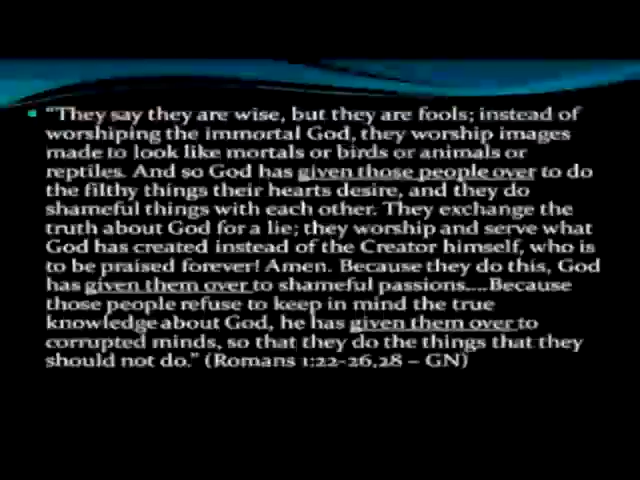 “They say they are wise, but they are fools; instead of
worshiping the immortal God, they worship images
made to look like mortals or birds or animals or
reptiles. And so God has given those people over to do
the filthy things their hearts desire, and they do
shameful things with each other. They exchange the
truth about God for a lie; they worship and serve what
God has created instead of the Creator himself, who is
to be praised forever! Amen. Because they do this, God
has given them over to shameful passions....Because
those people refuse to keep in mind the true
knowledge about God, he has given them over to
corrupted minds, so that they do the things that they
should not do.” (Romans 1:22-26,28 – GN)